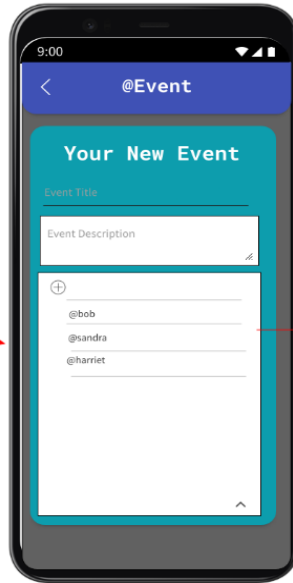 9:00
@Event
Your New Event
Event Title
Event Description
@bob
@sandra
@harriet